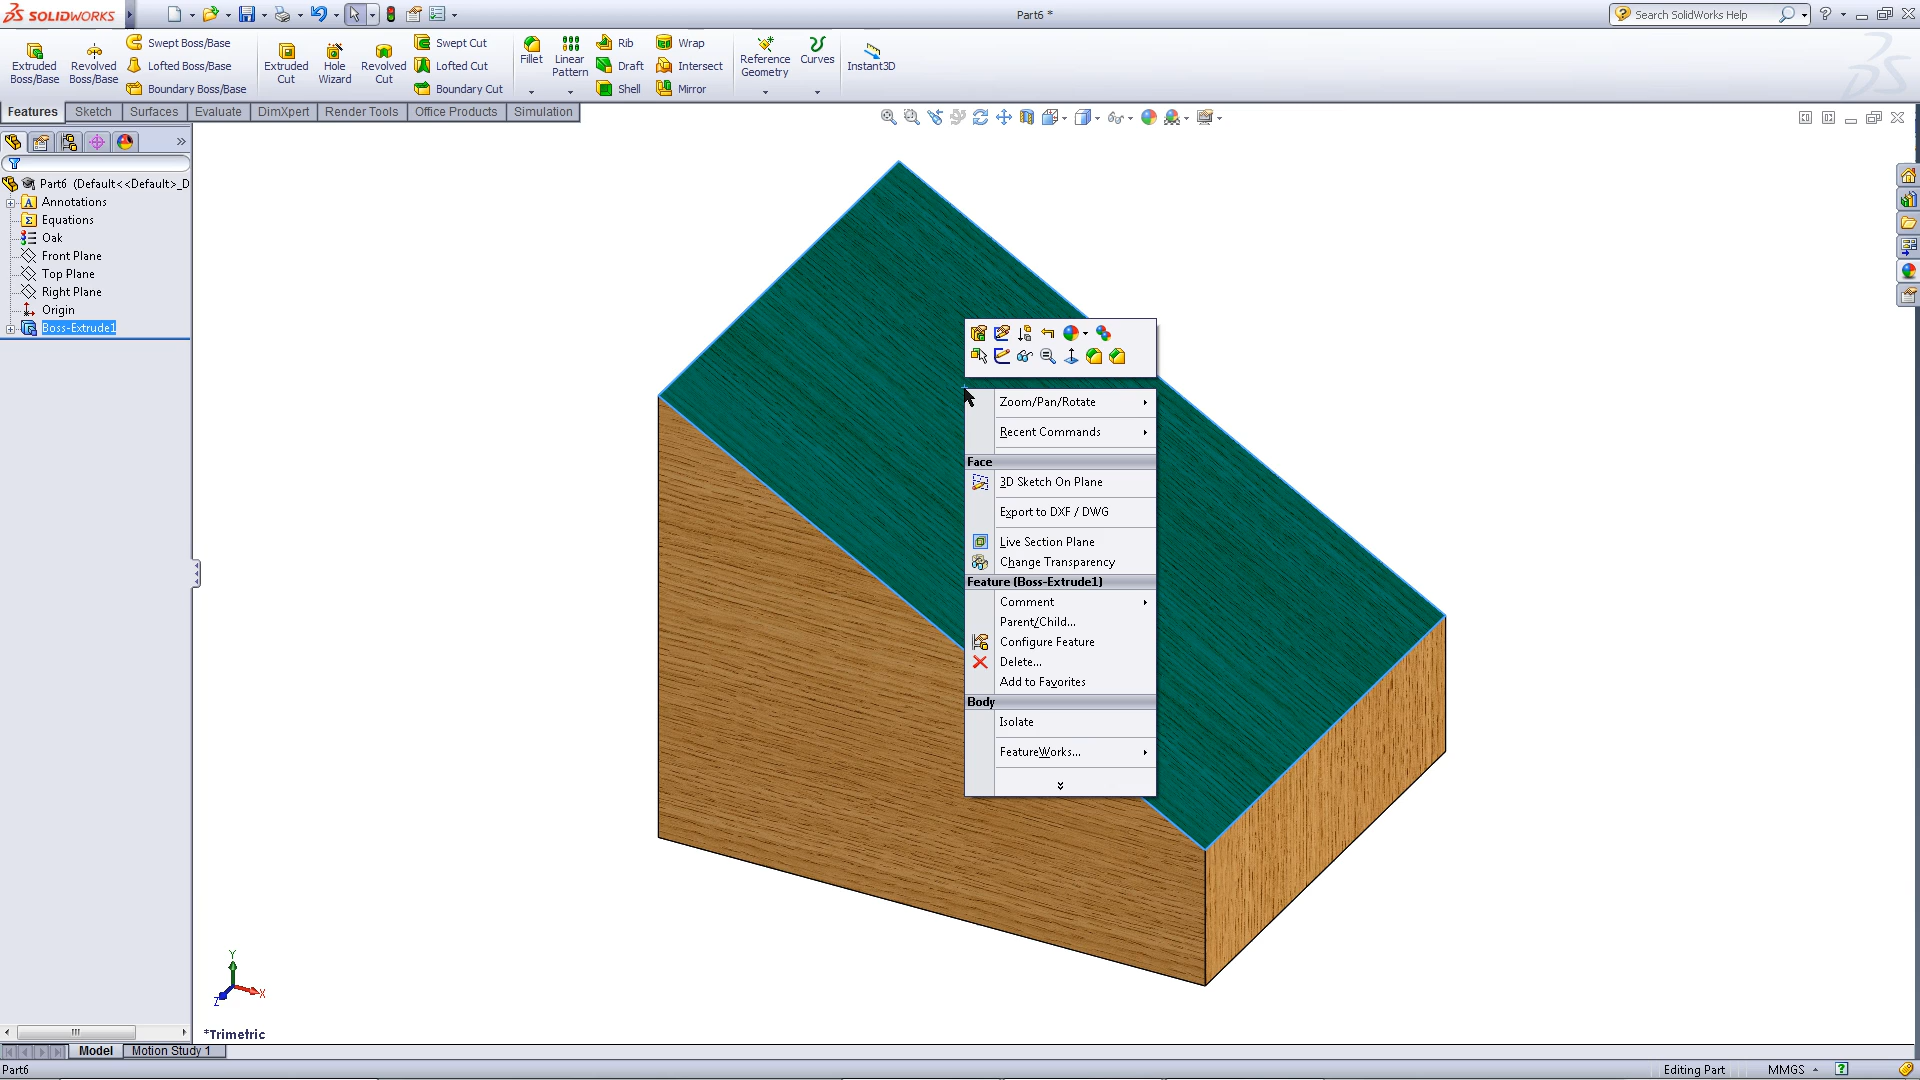 SOLIDWORKS
Part6 *
Search SolidWorks Help
Extruded Boss/Base
Revolved Boss/Base
Swept Boss/Base
Lofted Boss/Base
Boundary Boss/Base
Extruded Cut
Hole Wizard
Revolved Cut
Swept Cut
Lofted Cut
Boundary Cut
Fillet
Linear Pattern
Rib
Draft
Shell
Wrap
Intersect
Mirror
Reference Geometry
Curves
Instant3D
Features
Sketch
Surfaces
Evaluate
DimXpert
Render Tools
Office Products
Simulation
Part6 (Default<<Default>_D
Annotations
Equations
Oak
Front Plane
Top Plane
Right Plane
Origin
Boss-Extrude1
Zoom/Pan/Rotate
Recent Commands
Face
3D Sketch On Plane
Export to DXF / DWG
Live Section Plane
Change Transparency
Feature (Boss-Extrude1)
Comment
Parent/Child...
Configure Feature
Delete...
Add to Favorites
Body
Isolate
FeatureWorks...
Y
X
Z
*Trimetric
Model
Motion Study 1
Part6
Editing Part
MMGS